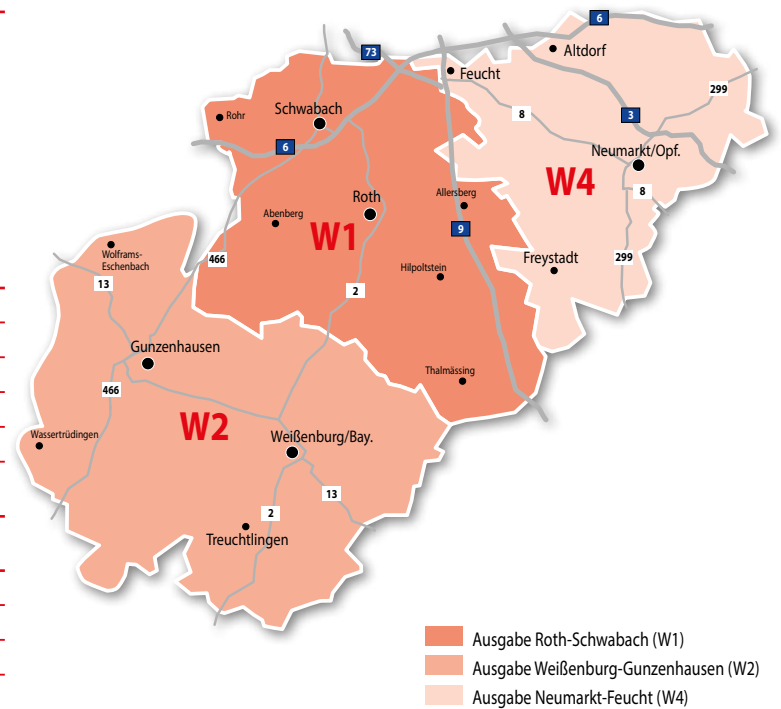 6
73
Altdorf
Feucht
299
Rohr
Schwabach
8
3
6
Neumarkt/Opf.
W4
8
Roth
Allersberg
Abenberg
W1
9
Wolframs-
Eschenbach
466
Hilpoltstein
Freystadt
299
13
2
Gunzenhausen
Thalmässing
466
W2
Wassertrüdingen
Weißenburg/Bay.
13
2
Treuchtlingen
Ausgabe Roth-Schwabach (W1)
Ausgabe Weißenburg-Gunzenhausen (W2)
Ausgabe Neumarkt-Feucht (W4)